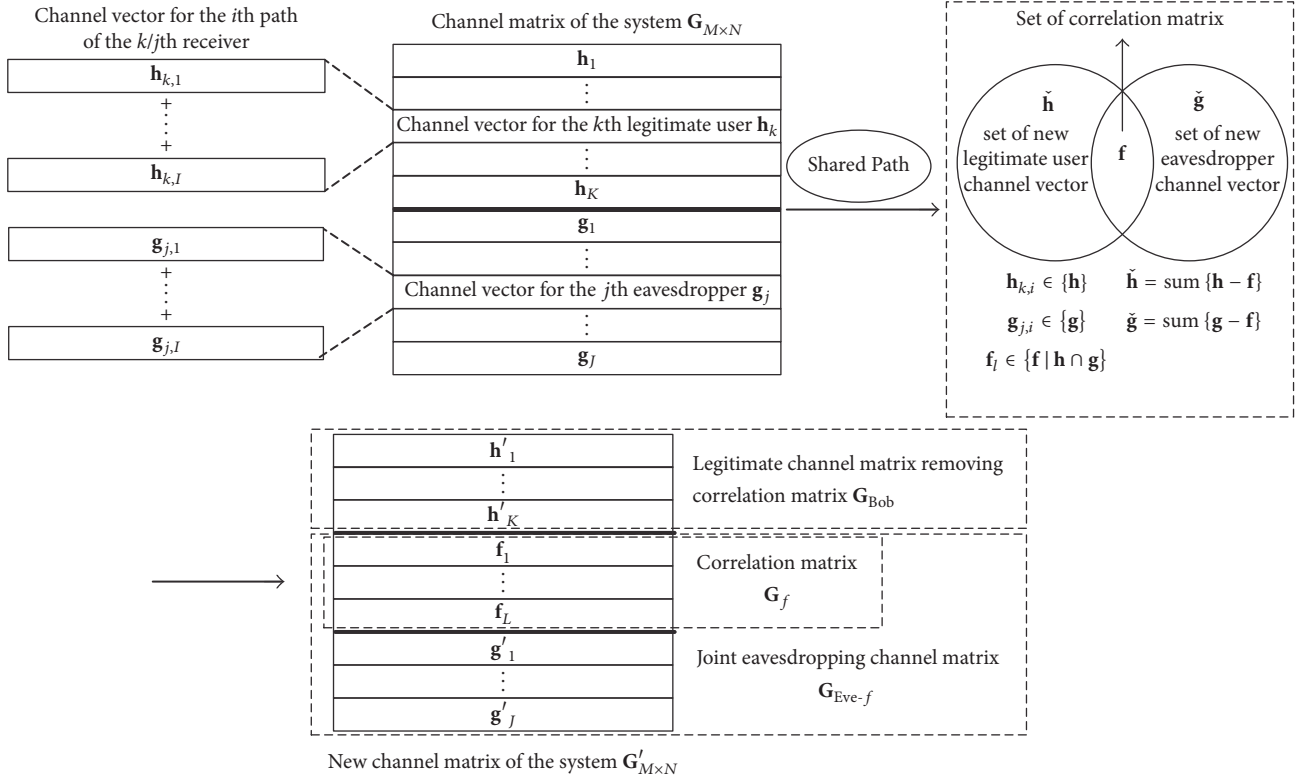 Channel vector for the ith path
of the k/jth receiver
h_{k,1}
+
⋮
+
h_{k,I}
g_{j,1}
+
⋮
+
g_{j,I}
Channel matrix of the system G_{M×N}
h_1
⋮
Channel vector for the kth legitimate user h_k
⋮
h_K
g_1
⋮
Channel vector for the jth eavesdropper g_j
⋮
g_J
Shared Path
Set of correlation matrix
ȟ
set of new
legitimate user
channel vector
f
ǧ
set of new
eavesdropper
channel vector
h_{k,i} ∈ {h}
ȟ = sum {h − f}
g_{j,i} ∈ {g}
ǧ = sum {g − f}
f_l ∈ {f | h ∩ g}
h′_1
⋮
h′_K
Legitimate channel matrix removing
correlation matrix G_{Bob}
f_1
⋮
f_L
Correlation matrix
G_f
g′_1
⋮
g′_J
Joint eavesdropping channel matrix
G_{Eve-f}
New channel matrix of the system G′_{M×N}